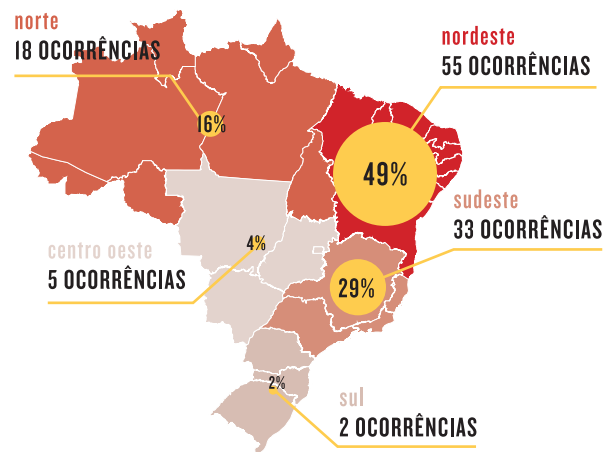 norte
18 OCORRÊNCIAS
16%
nordeste
55 OCORRÊNCIAS
49%
sudeste
33 OCORRÊNCIAS
29%
centro oeste
5 OCORRÊNCIAS
4%
sul
2 OCORRÊNCIAS
2%